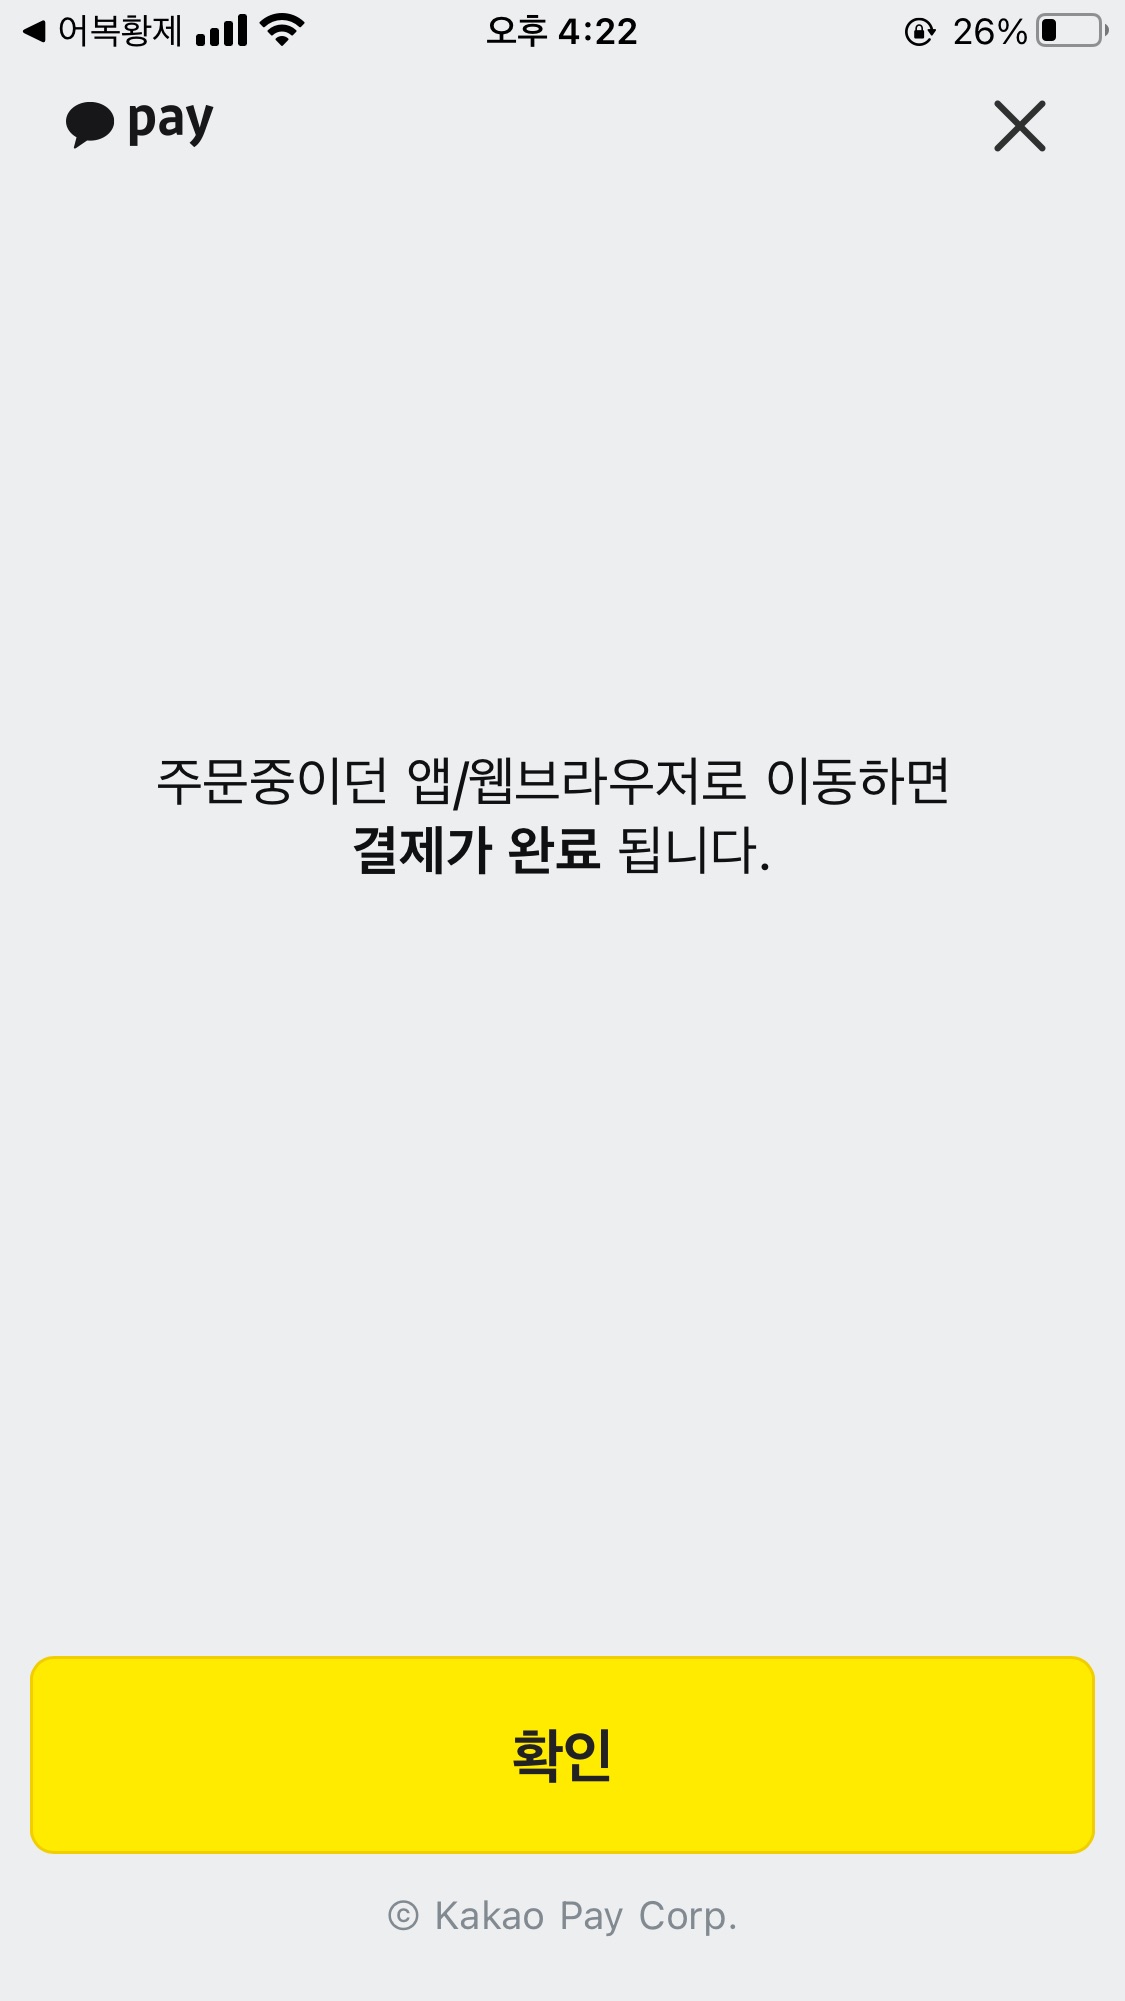 어복황제
오후 4:22
26%
pay
주문중이던 앱/웹브라우저로 이동하면
결제가 완료 됩니다.
확인
ⓒ Kakao Pay Corp.